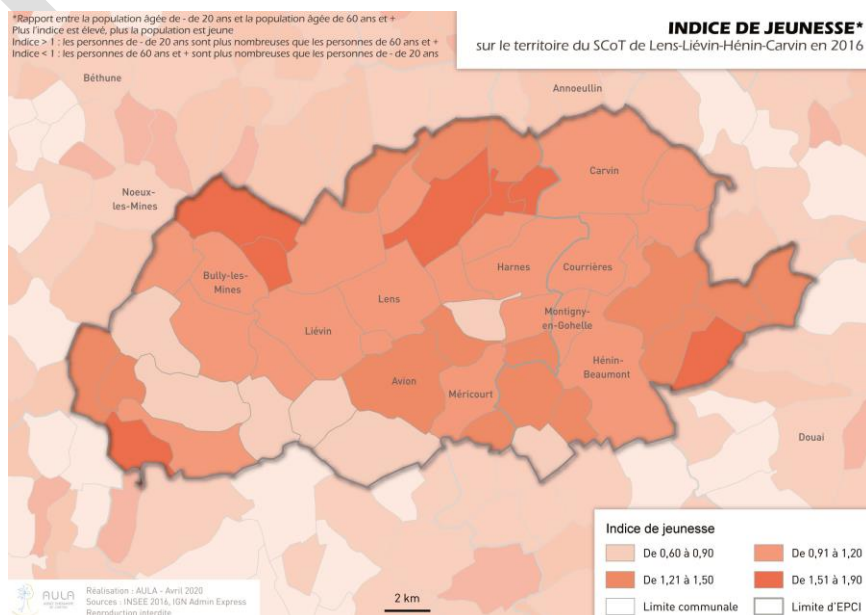 *Rapport entre la population âgée de - de 20 ans et la population âgée de 60 ans et +
Plus l'indice est élevé, plus la population est jeune
Indice > 1 : les personnes de - de 20 ans sont plus nombreuses que les personnes de 60 ans et +
Indice < 1 : les personnes de 60 ans et + sont plus nombreuses que les personnes de - de 20 ans
INDICE DE JEUNESSE*
sur le territoire du SCoT de Lens-Liévin-Hénin-Carvin en 2016
Béthune
Annoeullin
Carvin
Noeux-
les-Mines
Bully-les-
Mines
Harnes
Courrières
Lens
Liévin
Montigny-
en-Gohelle
Hénin-
Beaumont
Avion
Méricourt
Douai
Indice de jeunesse
De 0,60 à 0,90
De 0,91 à 1,20
De 1,21 à 1,50
De 1,51 à 1,90
Limite communale
Limite d'EPCI
2 km
AULA
Réalisation : AULA - Avril 2020
Sources : INSEE 2016, IGN Admin Express
Reproduction interdite